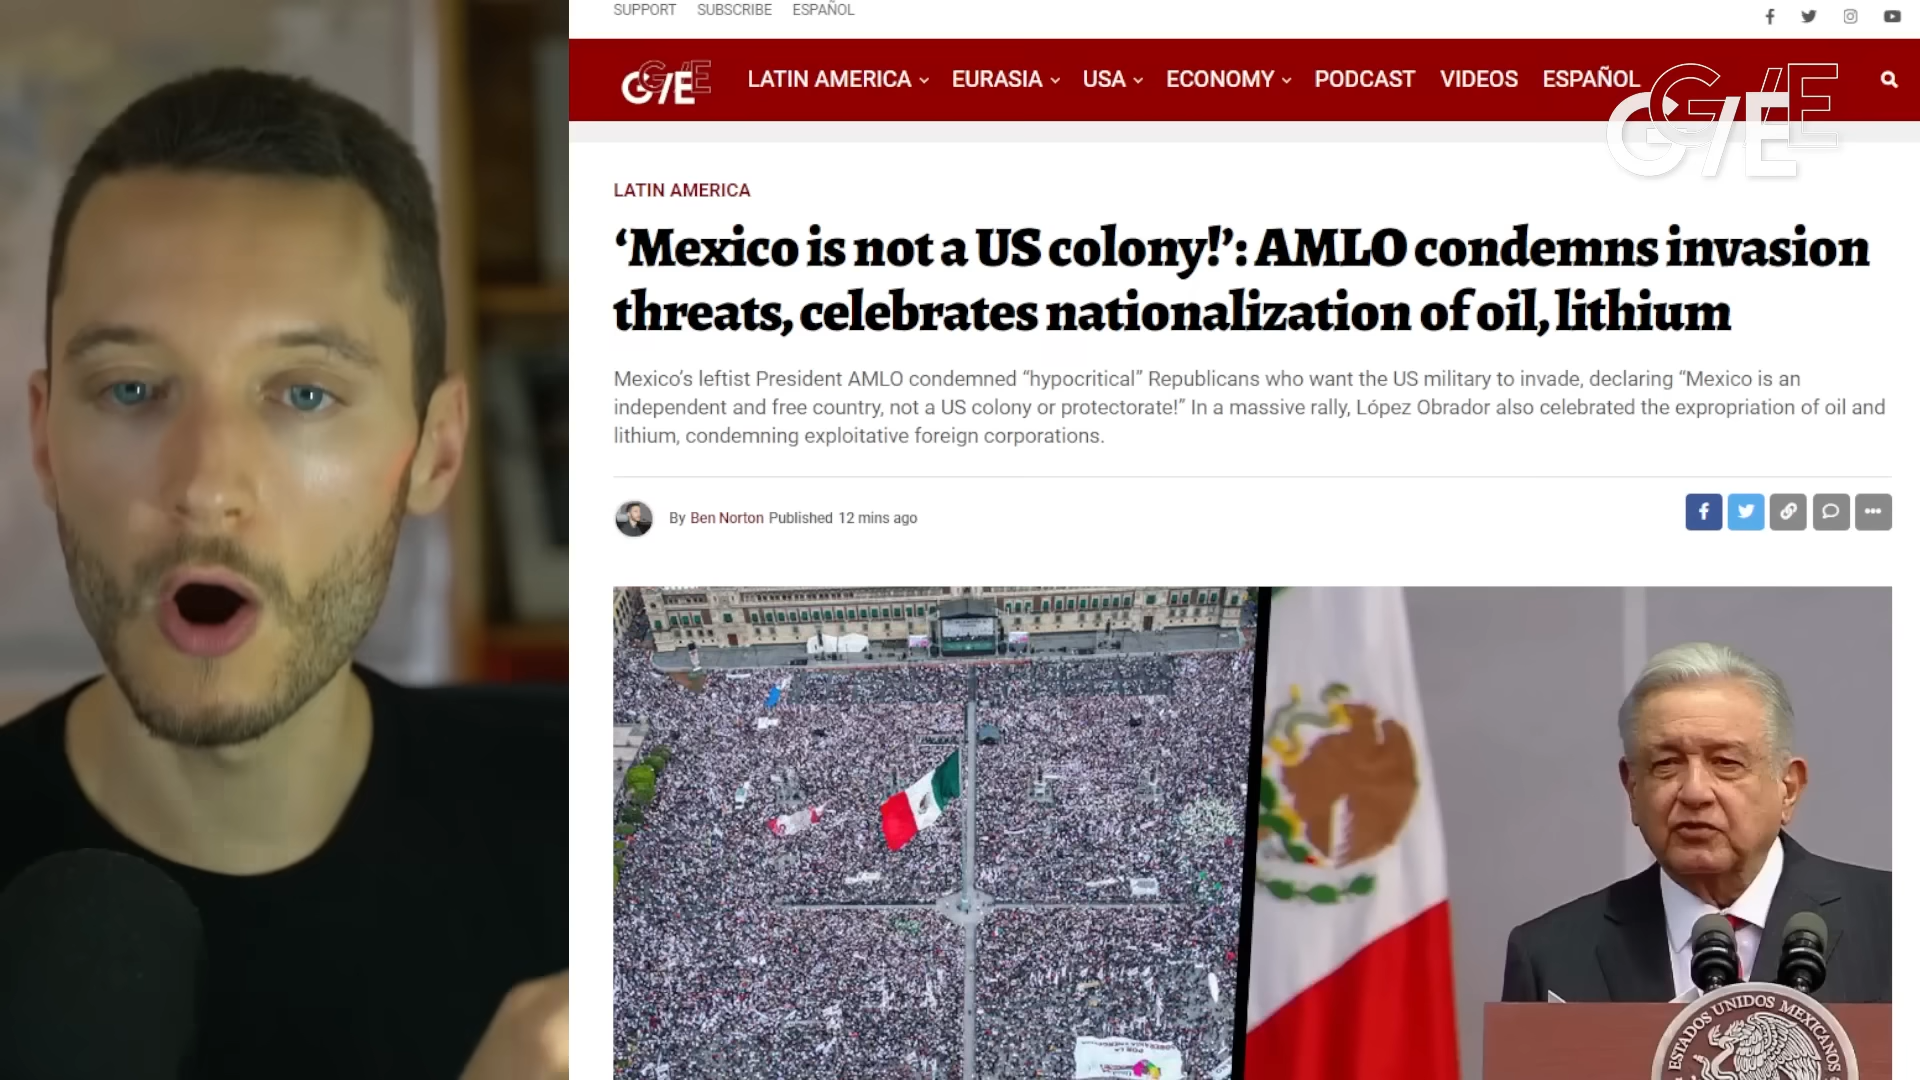 SUPPORT SUBSCRIBE ESPAÑOL
G/E LATIN AMERICA EURASIA USA ECONOMY PODCAST VIDEOS ESPAÑOL
G/E
LATIN AMERICA
‘Mexico is not a US colony!’: AMLO condemns invasion
threats, celebrates nationalization of oil, lithium
Mexico’s leftist President AMLO condemned “hypocritical” Republicans who want the US military to invade, declaring “Mexico is an
independent and free country, not a US colony or protectorate!” In a massive rally, López Obrador also celebrated the expropriation of oil and
lithium, condemning exploitative foreign corporations.
By Ben Norton Published 12 mins ago
ESTADOS UNIDOS MEXICANOS